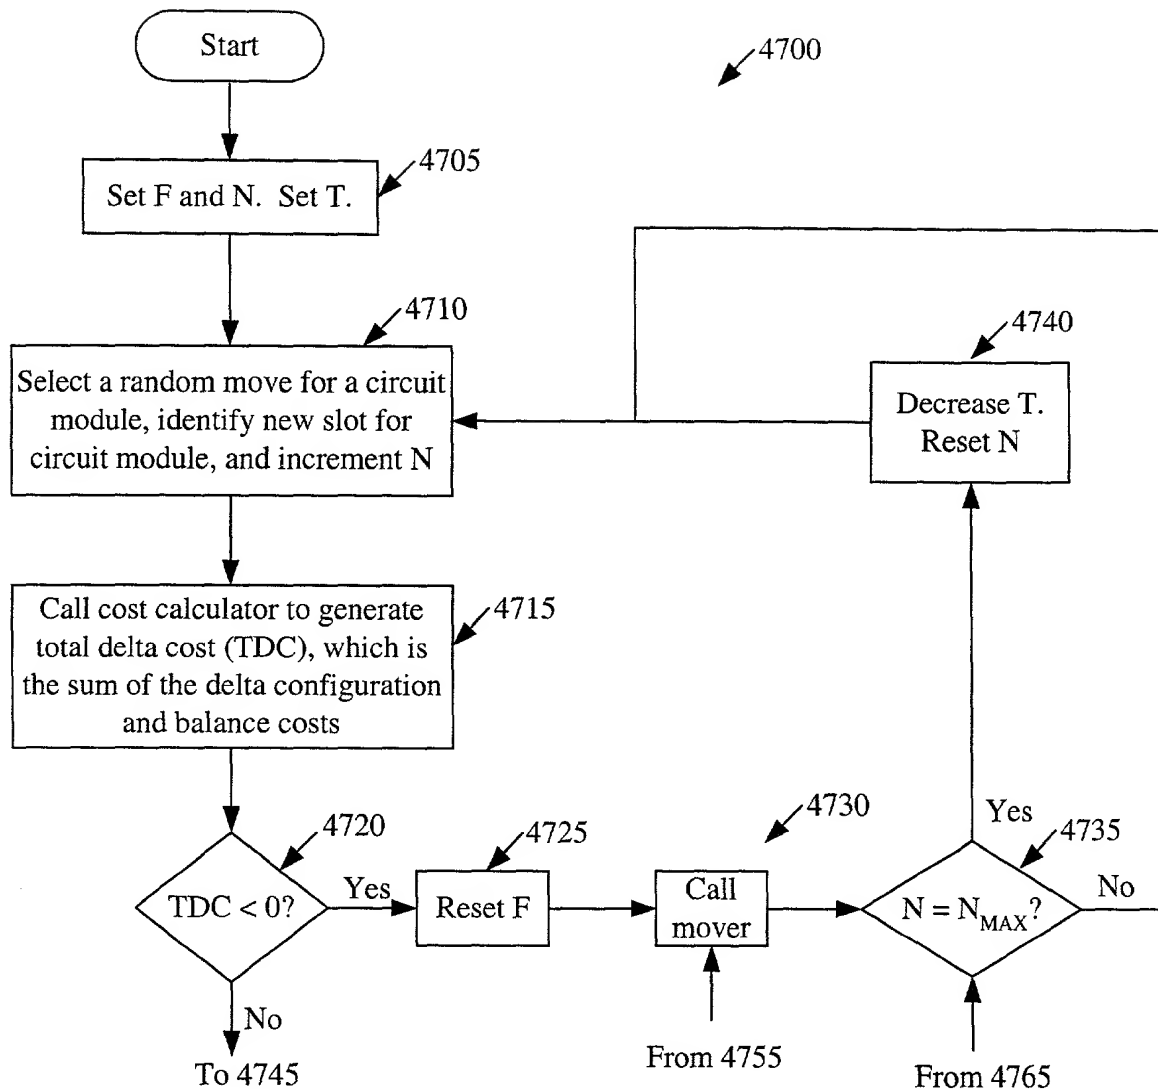 Start
4700
4705
Set F and N. Set T.
4710
Select a random move for a circuit
module, identify new slot for
circuit module, and increment N
4740
Decrease T.
Reset N
4715
Call cost calculator to generate
total delta cost (TDC), which is
the sum of the delta configuration
and balance costs
4720
TDC < 0?
Yes
4725
Reset F
4730
Call
mover
Yes
4735
N = N_MAX?
No
No
To 4745
From 4755
From 4765